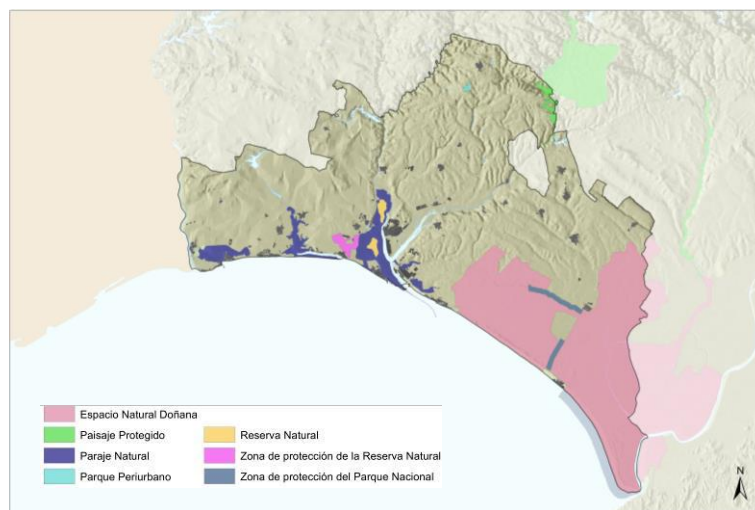 Espacio Natural Doñana
Paisaje Protegido
Reserva Natural
Paraje Natural
Zona de protección de la Reserva Natural
Parque Periurbano
Zona de protección del Parque Nacional
N